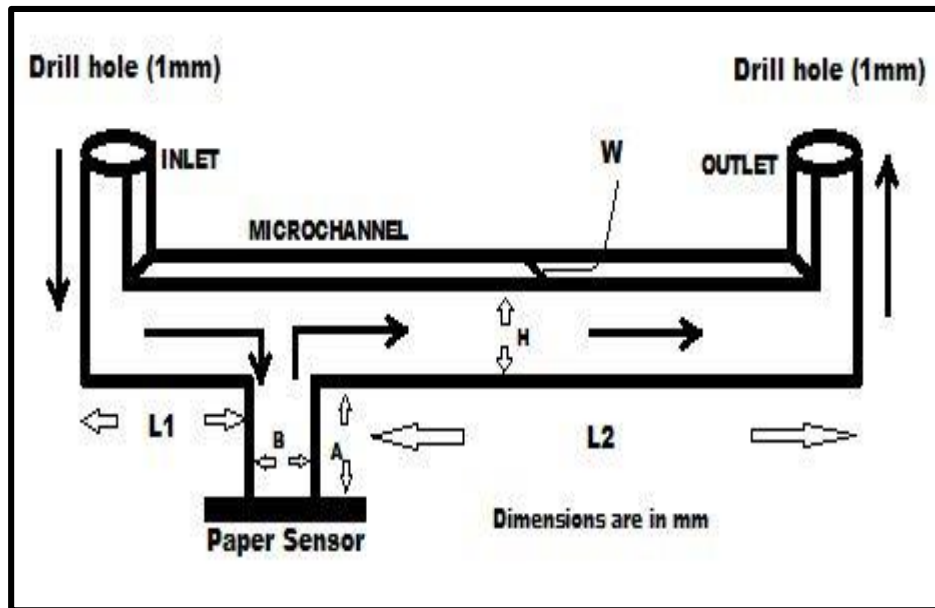 Drill hole (1mm)
Drill hole (1mm)
INLET
W
OUTLET
MICROCHANNEL
H
L1
B
A
L2
Paper Sensor
Dimensions are in mm